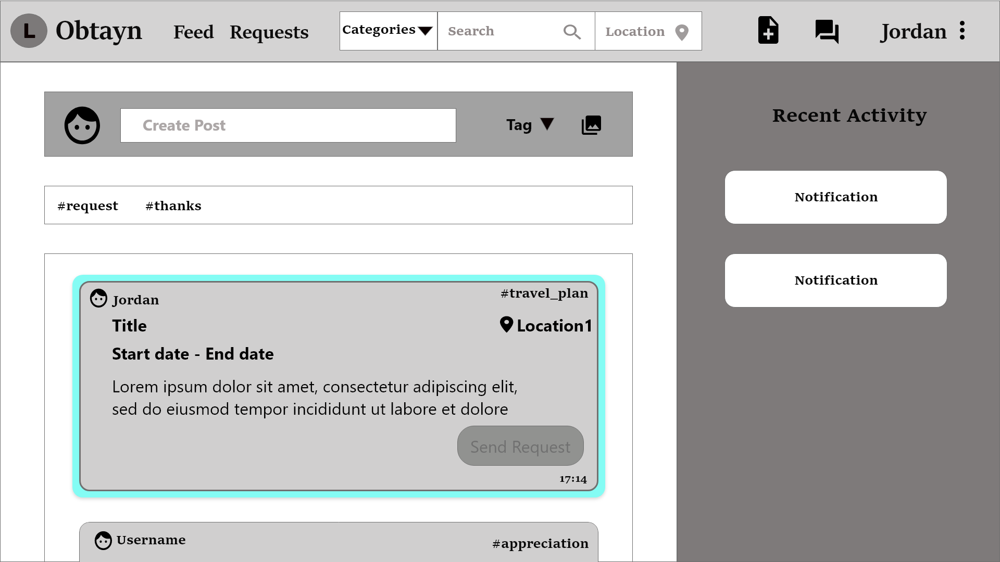 L Obtayn Feed Requests Categories Search Location Jordan
Create Post Tag
#request #thanks
Jordan #travel_plan
Title Location1
Start date - End date
Lorem ipsum dolor sit amet, consectetur adipiscing elit,
sed do eiusmod tempor incididunt ut labore et dolore
Send Request
17:14
Username #appreciation
Recent Activity
Notification
Notification